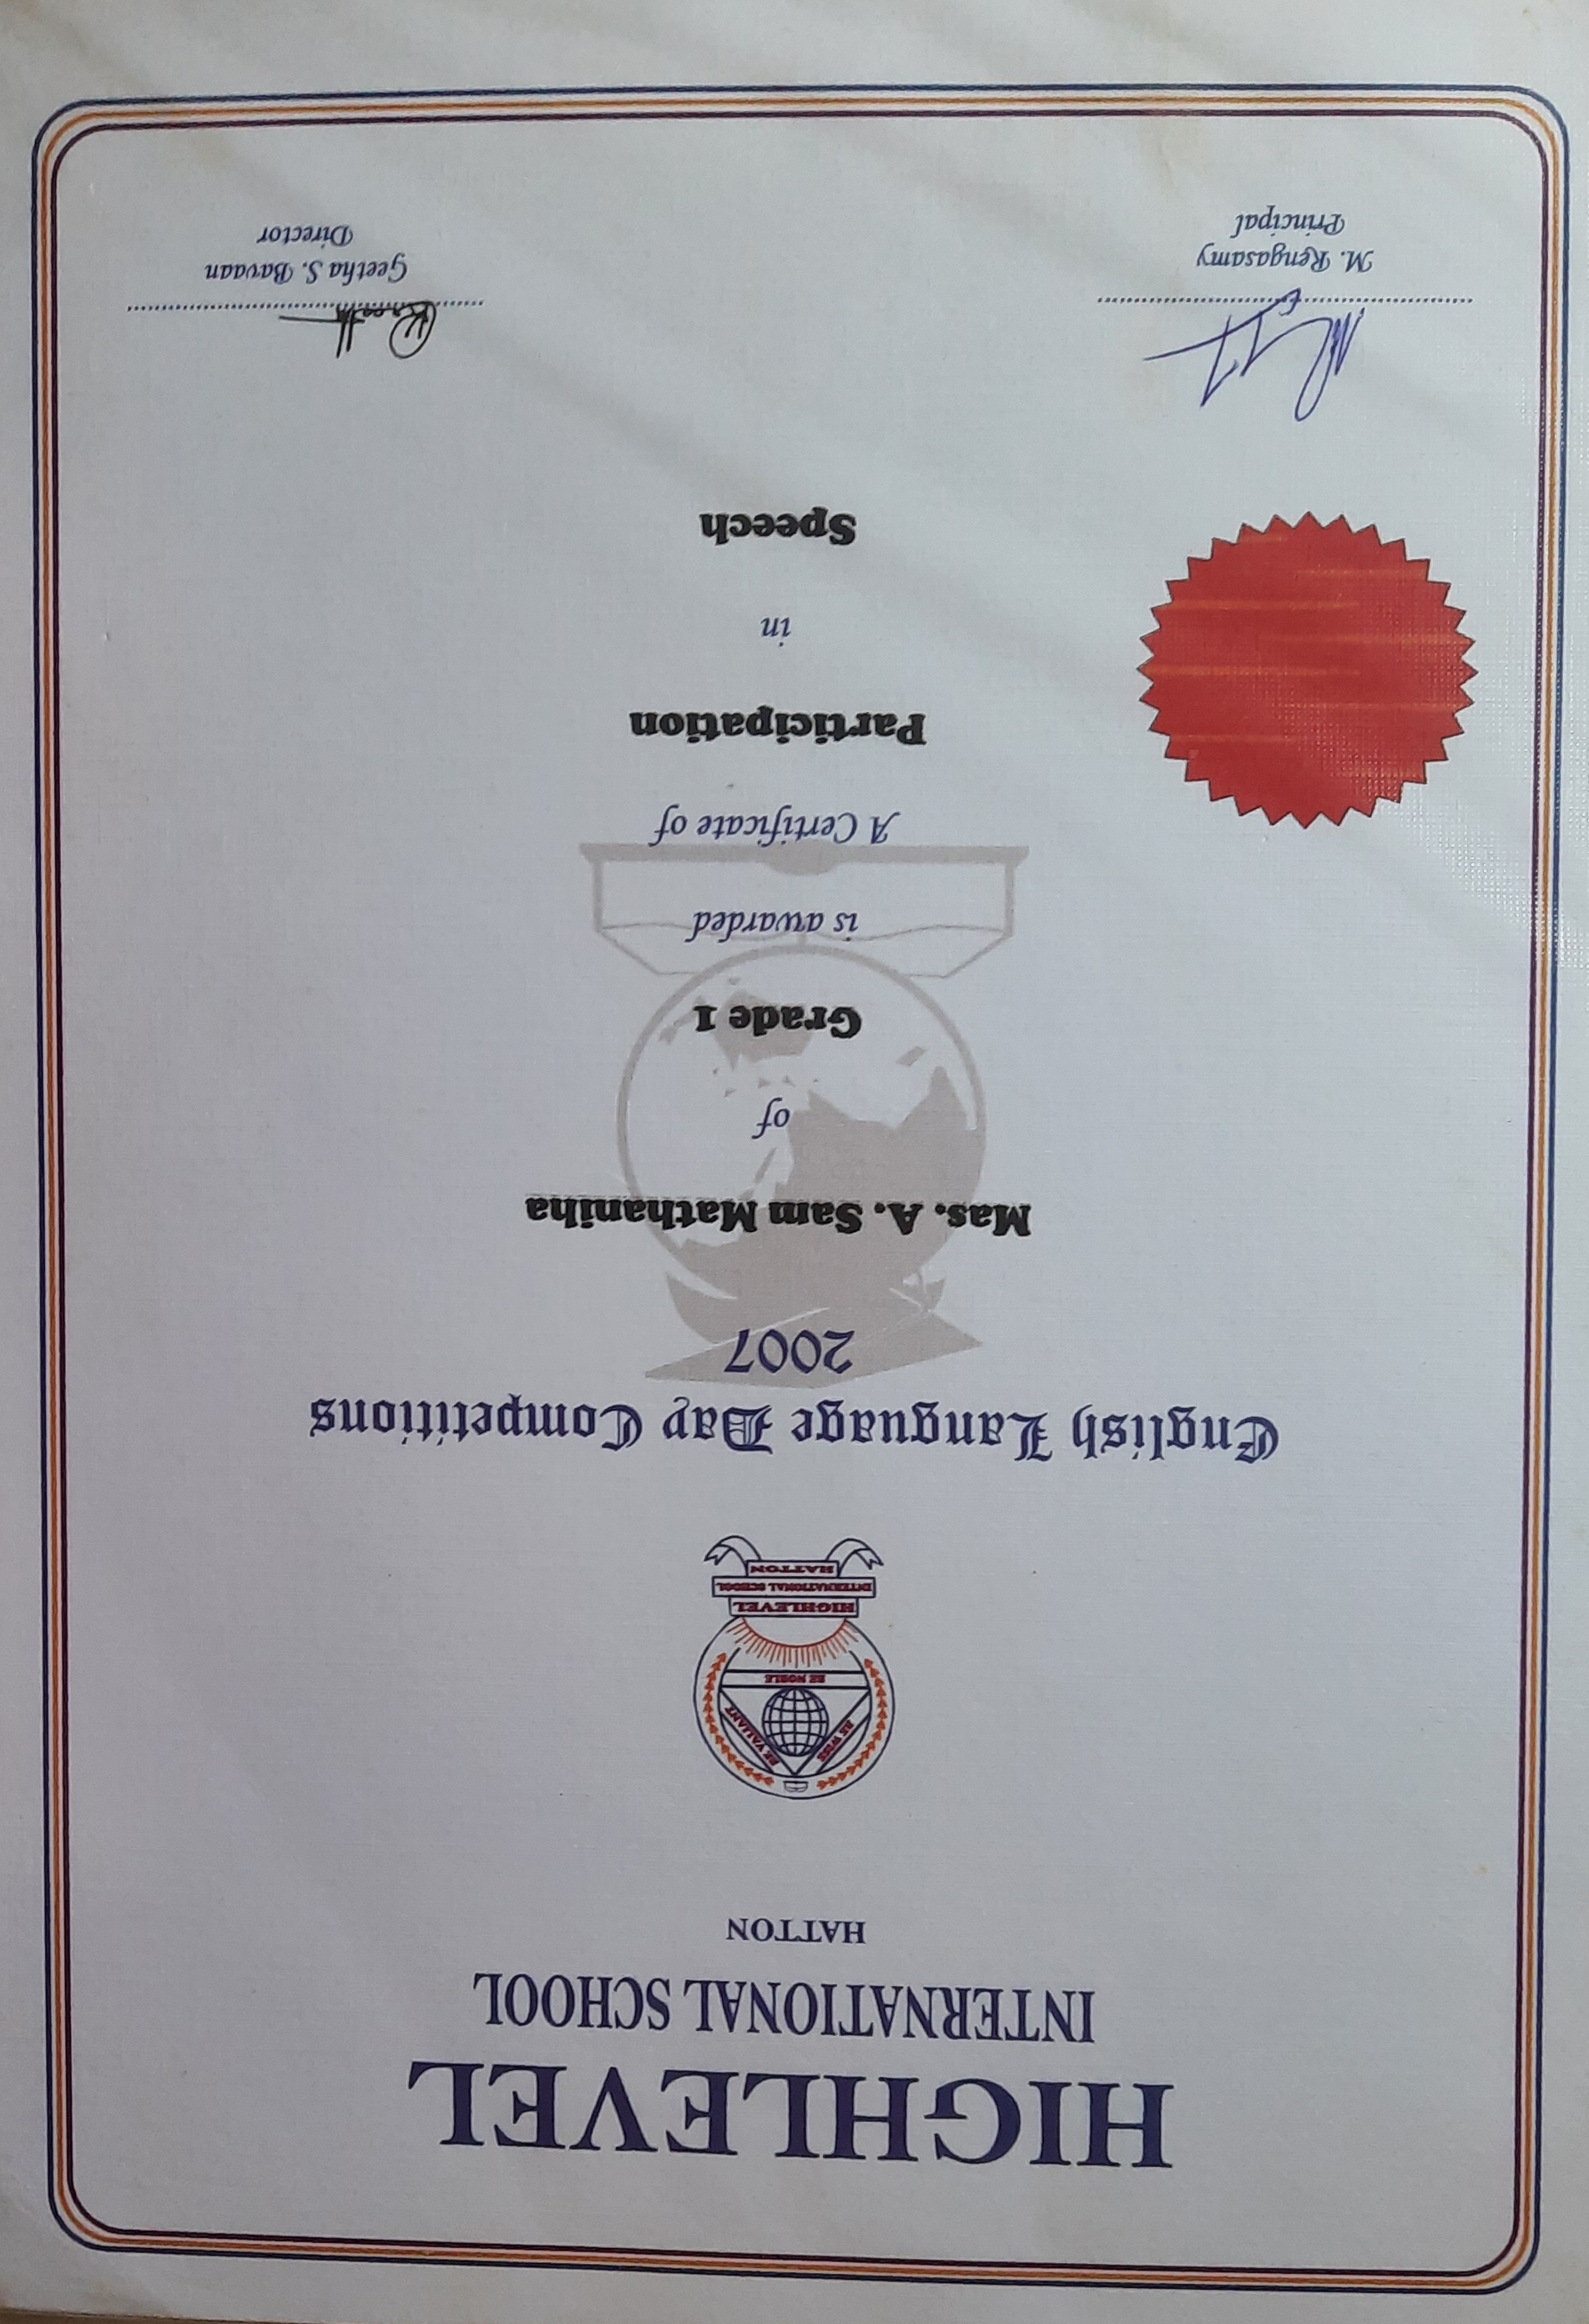 HIGHLEVEL
INTERNATIONAL SCHOOL
HATTON
BE WISE
BE VALIANT
BE NOBLE
HIGHLEVEL
INTERNATIONAL SCHOOL
HATTON
English Language Day Competitions
2007
Mas. A. Sam Mathaniha
of
Grade 1
is awarded
A Certificate of
Participation
in
Speech
M. Rengasamy
Principal
Geetha S. Bavaan
Director